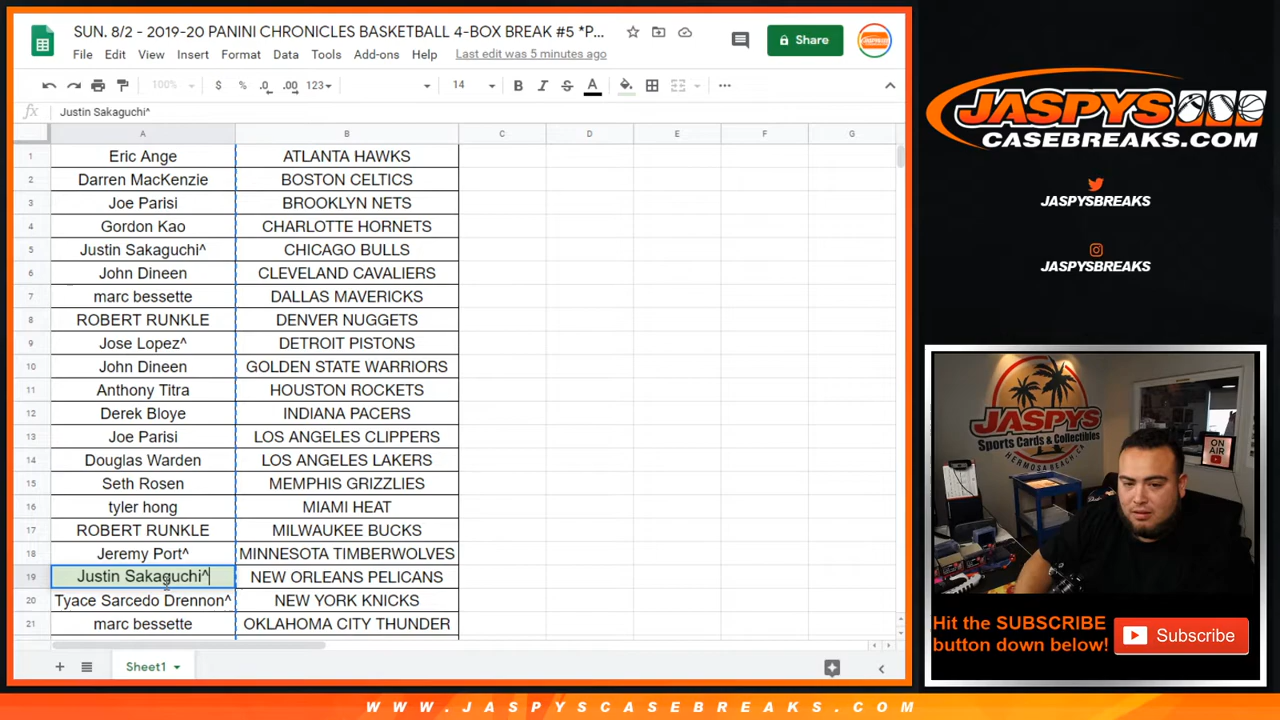 SUN. 8/2 - 2019-20 PANINI CHRONICLES BASKETBALL 4-BOX BREAK #5 *P...
File Edit View Insert Format Data Tools Add-ons Help Last edit was 5 minutes ago
Share
100% $ % .0 .00 123 14 B I S A
fx Justin Sakaguchi^
A B C D E F G
1 Eric Ange ATLANTA HAWKS
2 Darren MacKenzie BOSTON CELTICS
3 Joe Parisi BROOKLYN NETS
4 Gordon Kao CHARLOTTE HORNETS
5 Justin Sakaguchi^ CHICAGO BULLS
6 John Dineen CLEVELAND CAVALIERS
7 marc bessette DALLAS MAVERICKS
8 ROBERT RUNKLE DENVER NUGGETS
9 Jose Lopez^ DETROIT PISTONS
10 John Dineen GOLDEN STATE WARRIORS
11 Anthony Titra HOUSTON ROCKETS
12 Derek Bloye INDIANA PACERS
13 Joe Parisi LOS ANGELES CLIPPERS
14 Douglas Warden LOS ANGELES LAKERS
15 Seth Rosen MEMPHIS GRIZZLIES
16 tyler hong MIAMI HEAT
17 ROBERT RUNKLE MILWAUKEE BUCKS
18 Jeremy Port^ MINNESOTA TIMBERWOLVES
19 Justin Sakaguchi^ NEW ORLEANS PELICANS
20 Tyace Sarcedo Drennon^ NEW YORK KNICKS
21 marc bessette OKLAHOMA CITY THUNDER
Sheet1
JASPYS
CASEBREAKS.COM
JASPYSBREAKS
JASPYSBREAKS
JASPYS
Sports Cards & Collectibles
HERMOSA BEACH, CA
ON AIR
Hit the SUBSCRIBE
button down below!
Subscribe
WWW.JASPYSCASEBREAKS.COM